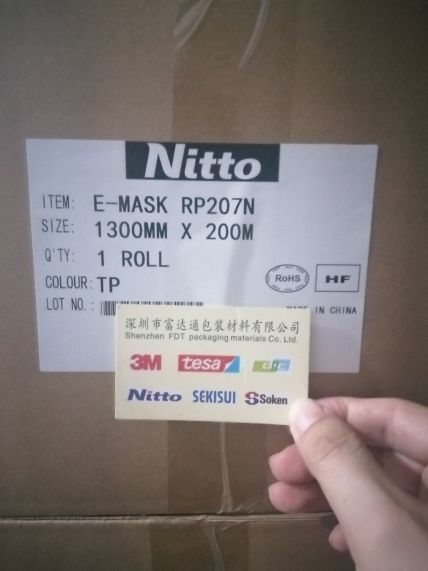 Nitto
ITEM: E-MASK RP207N
SIZE: 1300MM X 200M
Q'TY: 1 ROLL
COLOUR: TP
RoHS HF
LOT NO.:
MADE IN CHINA
深圳市富达通包装材料有限公司
Shenzhen FDT packaging materials Co. Ltd.
3M tesa
Nitto SEKISUI Soken